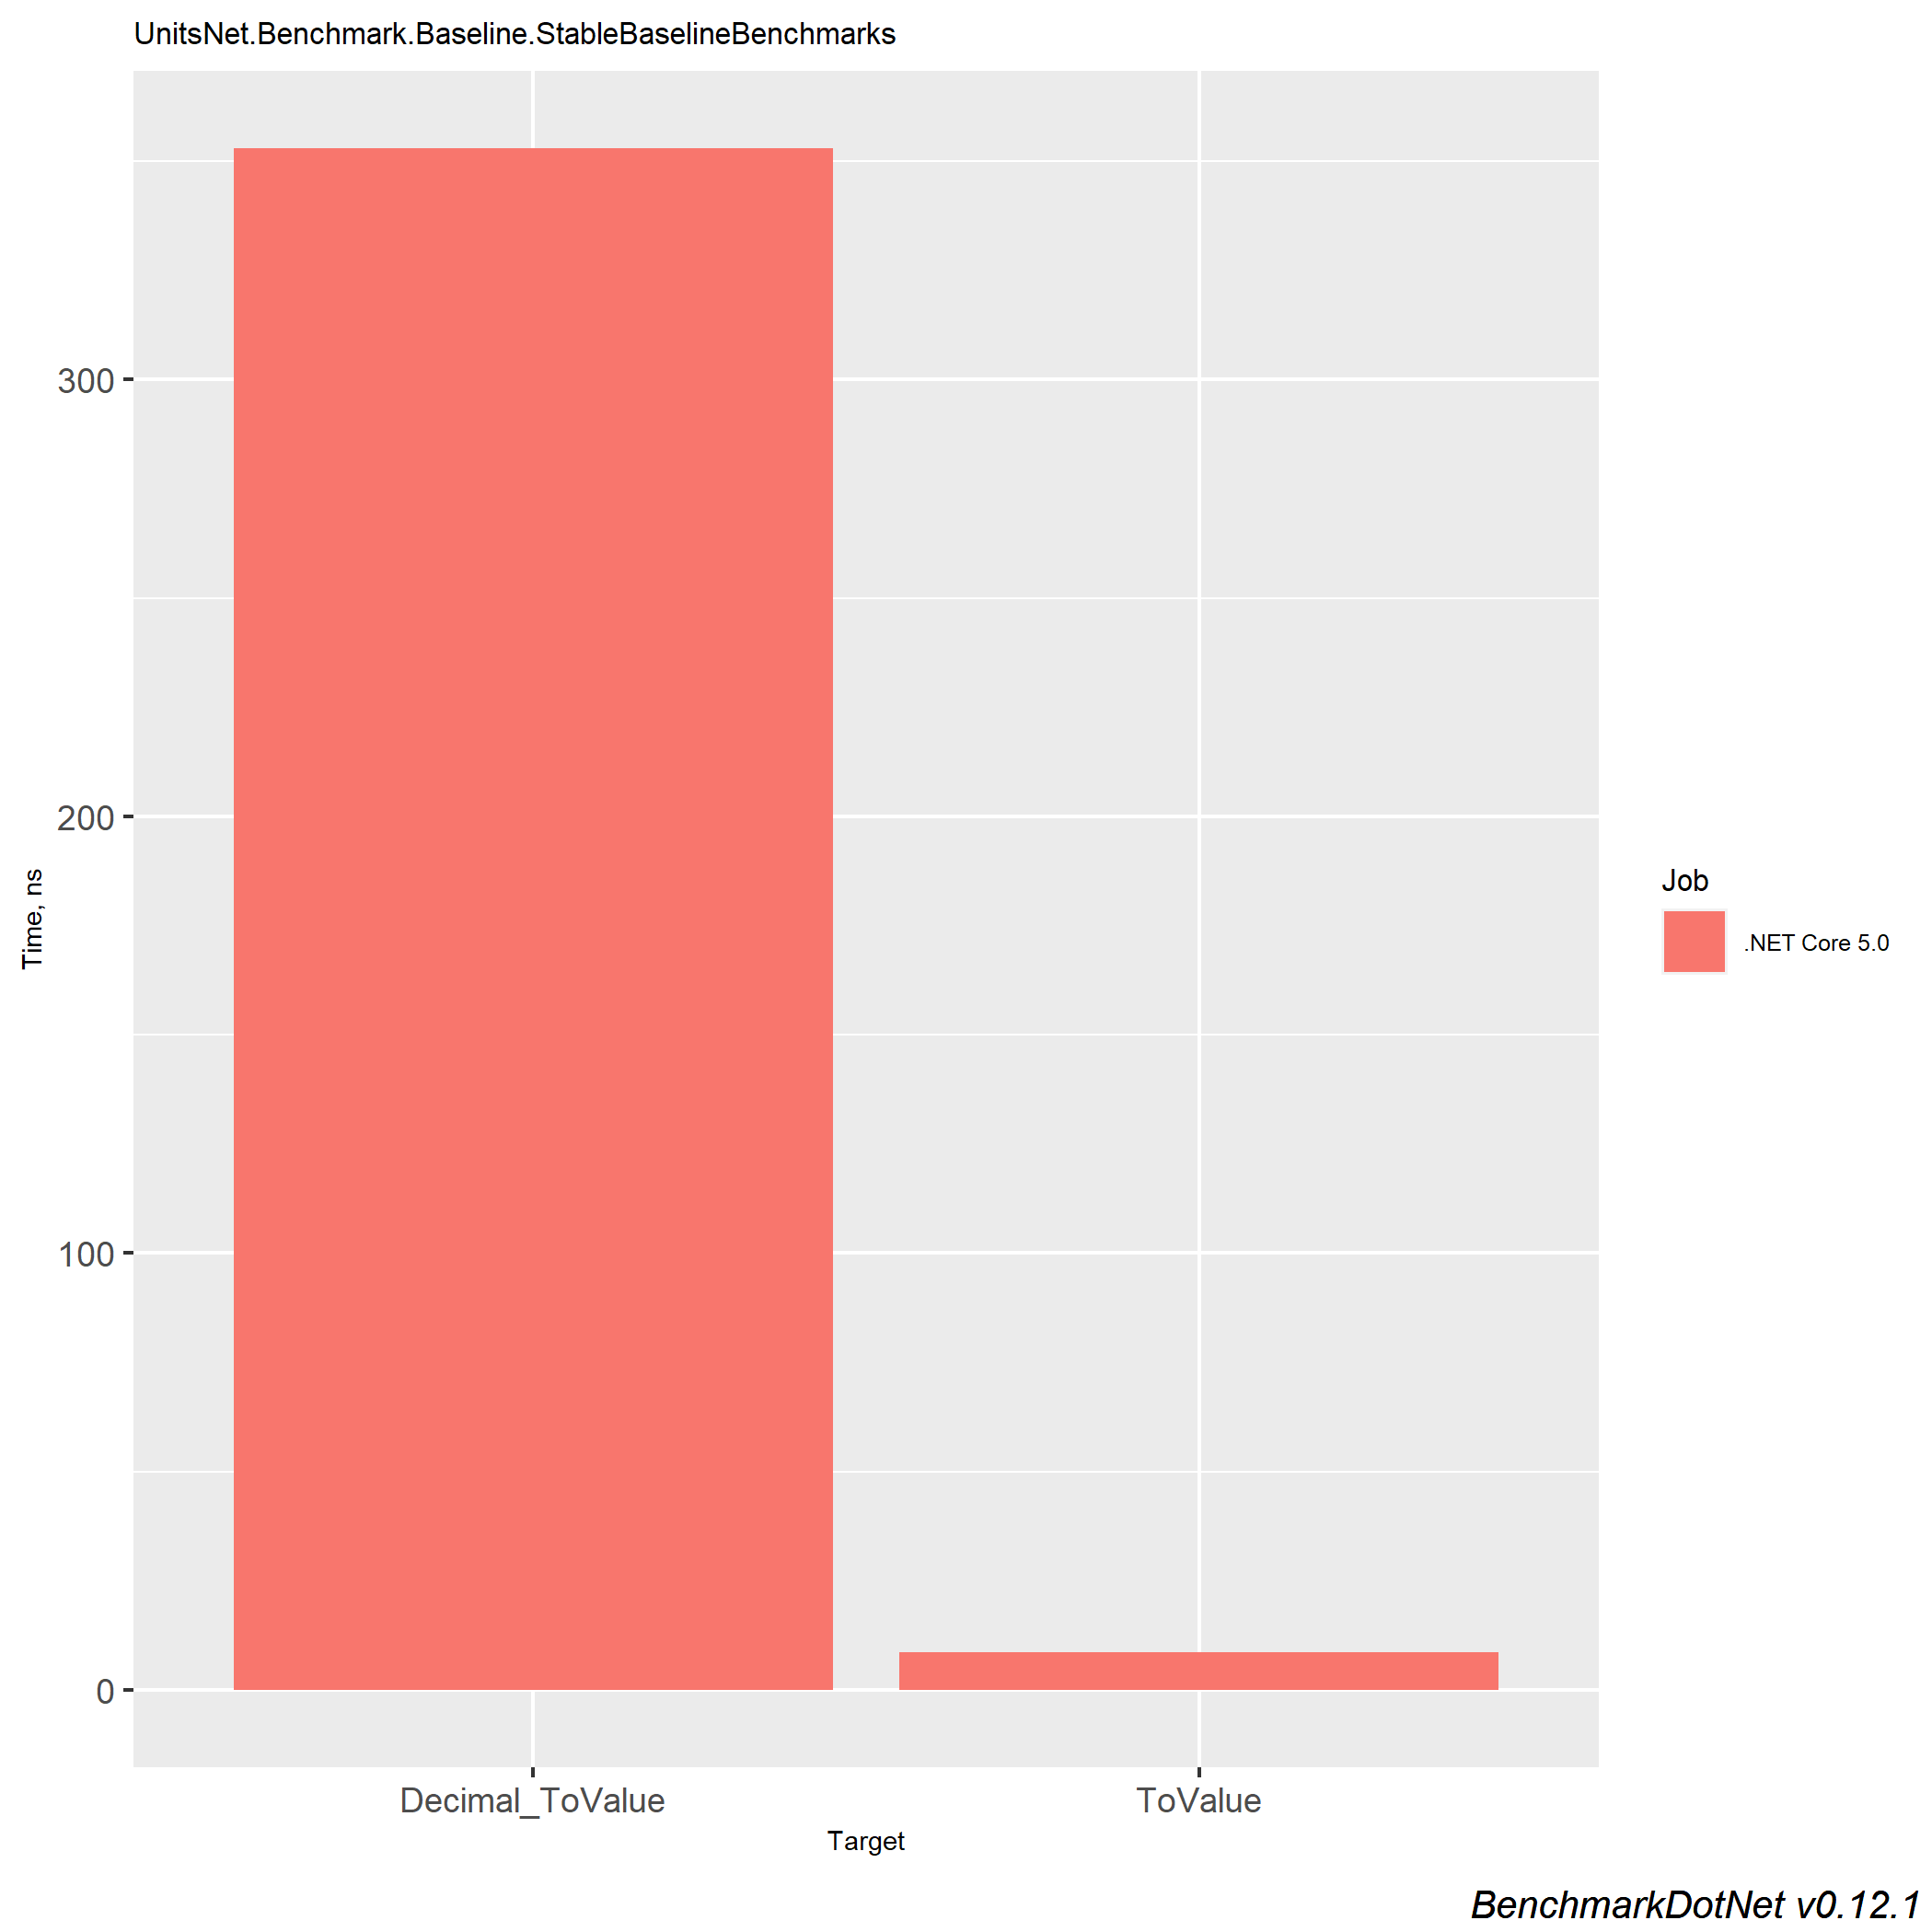 UnitsNet.Benchmark.Baseline.StableBaselineBenchmarks
300
200
100
0
Time, ns
Decimal_ToValue
ToValue
Target
Job
.NET Core 5.0
BenchmarkDotNet v0.12.1